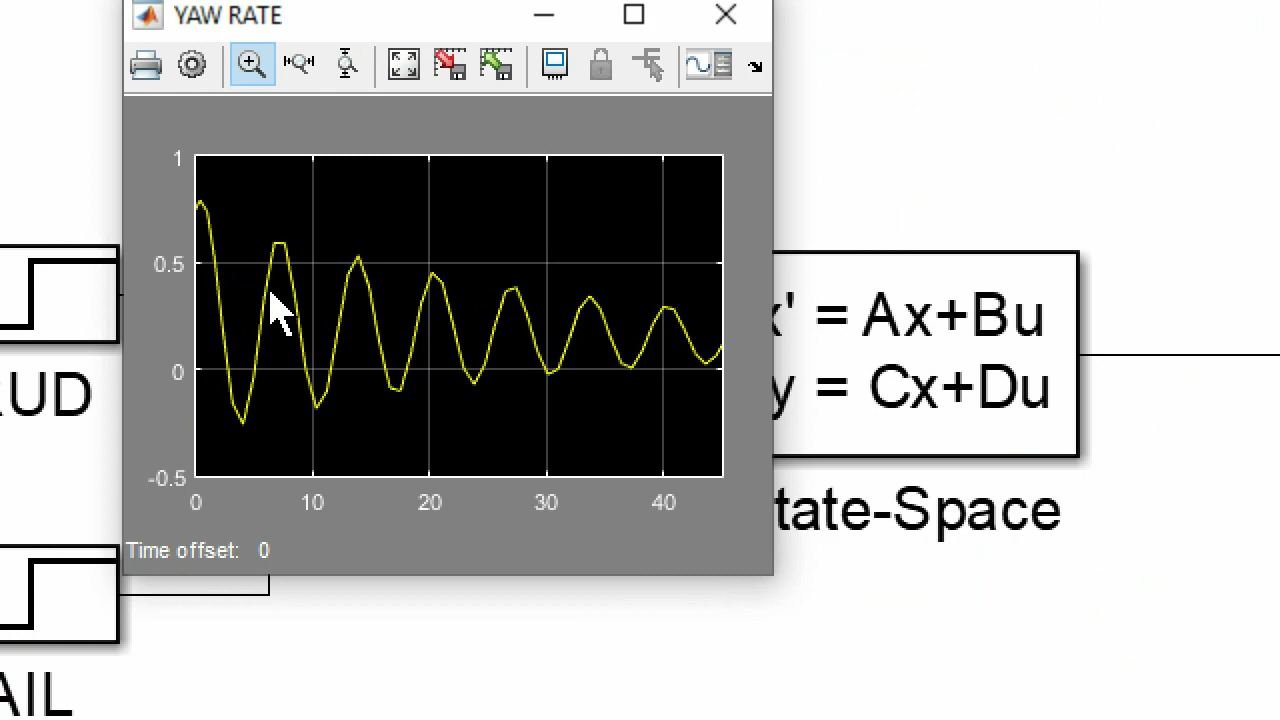 YAW RATE
1
0.5
0
-0.5
0 10 20 30 40
Time offset: 0
x' = Ax+Bu
y = Cx+Du
tate-Space
RUD
AIL